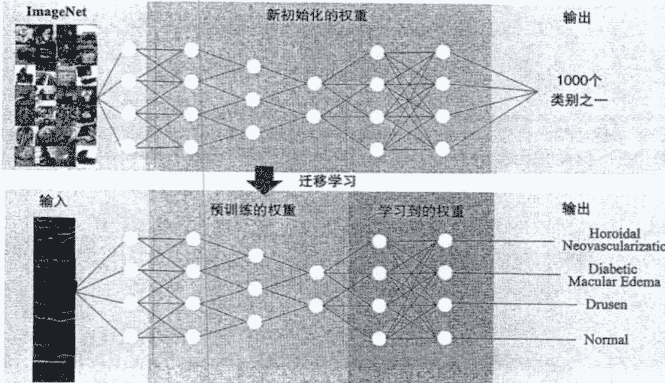 ImageNet
新初始化的权重
输出
1000个
类别之一
迁移学习
输入
预训练的权重
学习到的权重
输出
Horoidal
Neovascularizatic
Diabetic
Macular Edema
Drusen
Normal